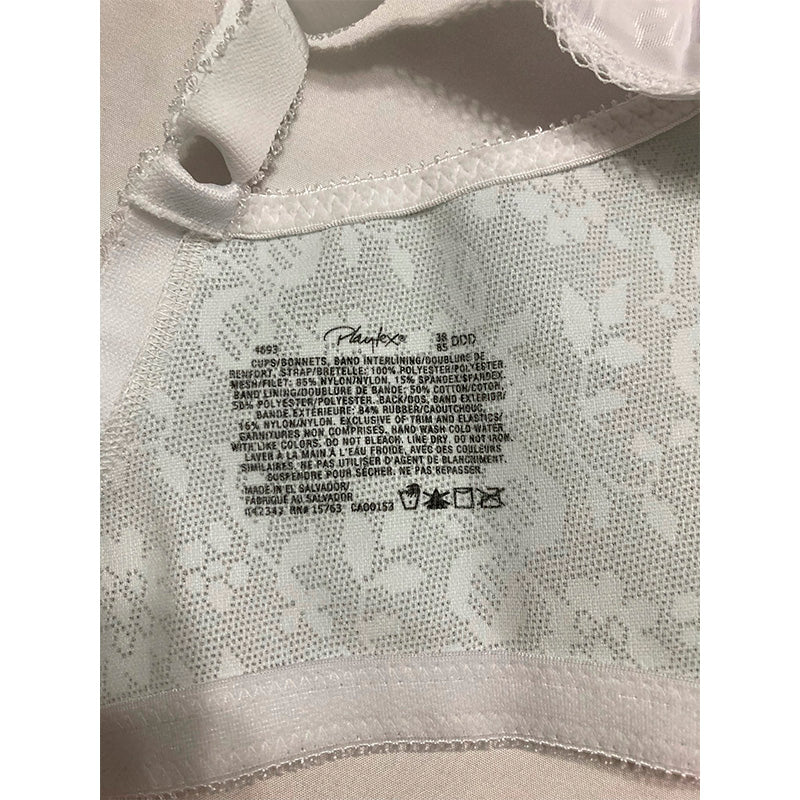 Playtex®
4693 38 DDD
85
CUPS/BONNETS, BAND INTERLINING/DOUBLURE DE
RENFORT, STRAP/BRETELLE: 100% POLYESTER/POLYESTER.
MESH/FILET: 85% NYLON/NYLON, 15% SPANDEX/SPANDEX.
BAND LINING/DOUBLURE DE BANDE: 50% COTTON/COTON,
50% POLYESTER/POLYESTER. BACK/DOS, BAND EXTERIOR/
BANDE EXTERIEURE: 84% RUBBER/CAOUTCHOUC,
16% NYLON/NYLON. EXCLUSIVE OF TRIM AND ELASTICS/
GARNITURES NON COMPRISES. HAND WASH COLD WATER
WITH LIKE COLORS. DO NOT BLEACH. LINE DRY. DO NOT IRON.
LAVER A LA MAIN À L'EAU FROIDE, AVEC DES COULEURS
SIMILAIRES. NE PAS UTILISER D'AGENT DE BLANCHIMENT.
SUSPENDRE POUR SÉCHER. NE PAS REPASSER.
MADE IN EL SALVADOR/
FABRIQUÉ AU SALVADOR
RN# 15763 CA00153